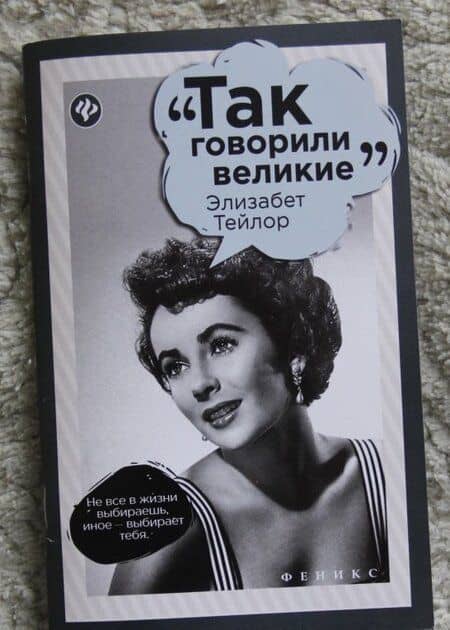 “Так
говорили
великие”
Элизабет
Тейлор
Не все в жизни
выбираешь,
иное – выбирает
тебя.
ФЕНИКС